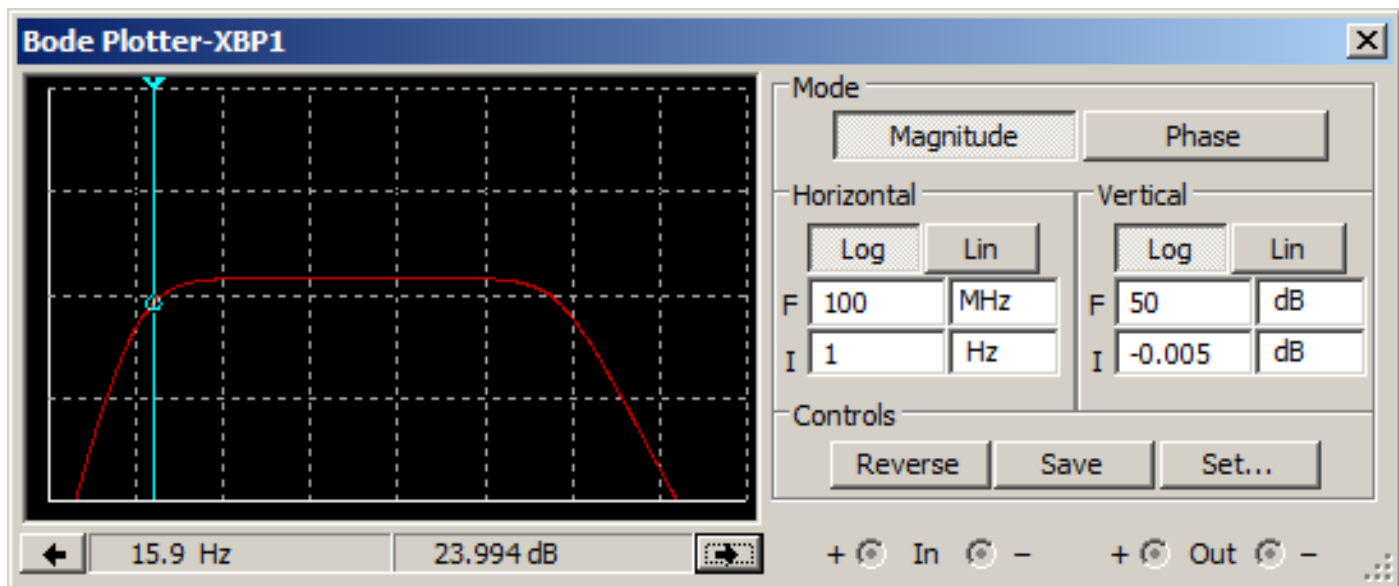 Bode Plotter-XBP1
Mode
Magnitude Phase
Horizontal Vertical
Log Lin Log Lin
F 100 MHz F 50 dB
I 1 Hz I -0.005 dB
Controls
Reverse Save Set...
15.9 Hz 23.994 dB + In − + Out −